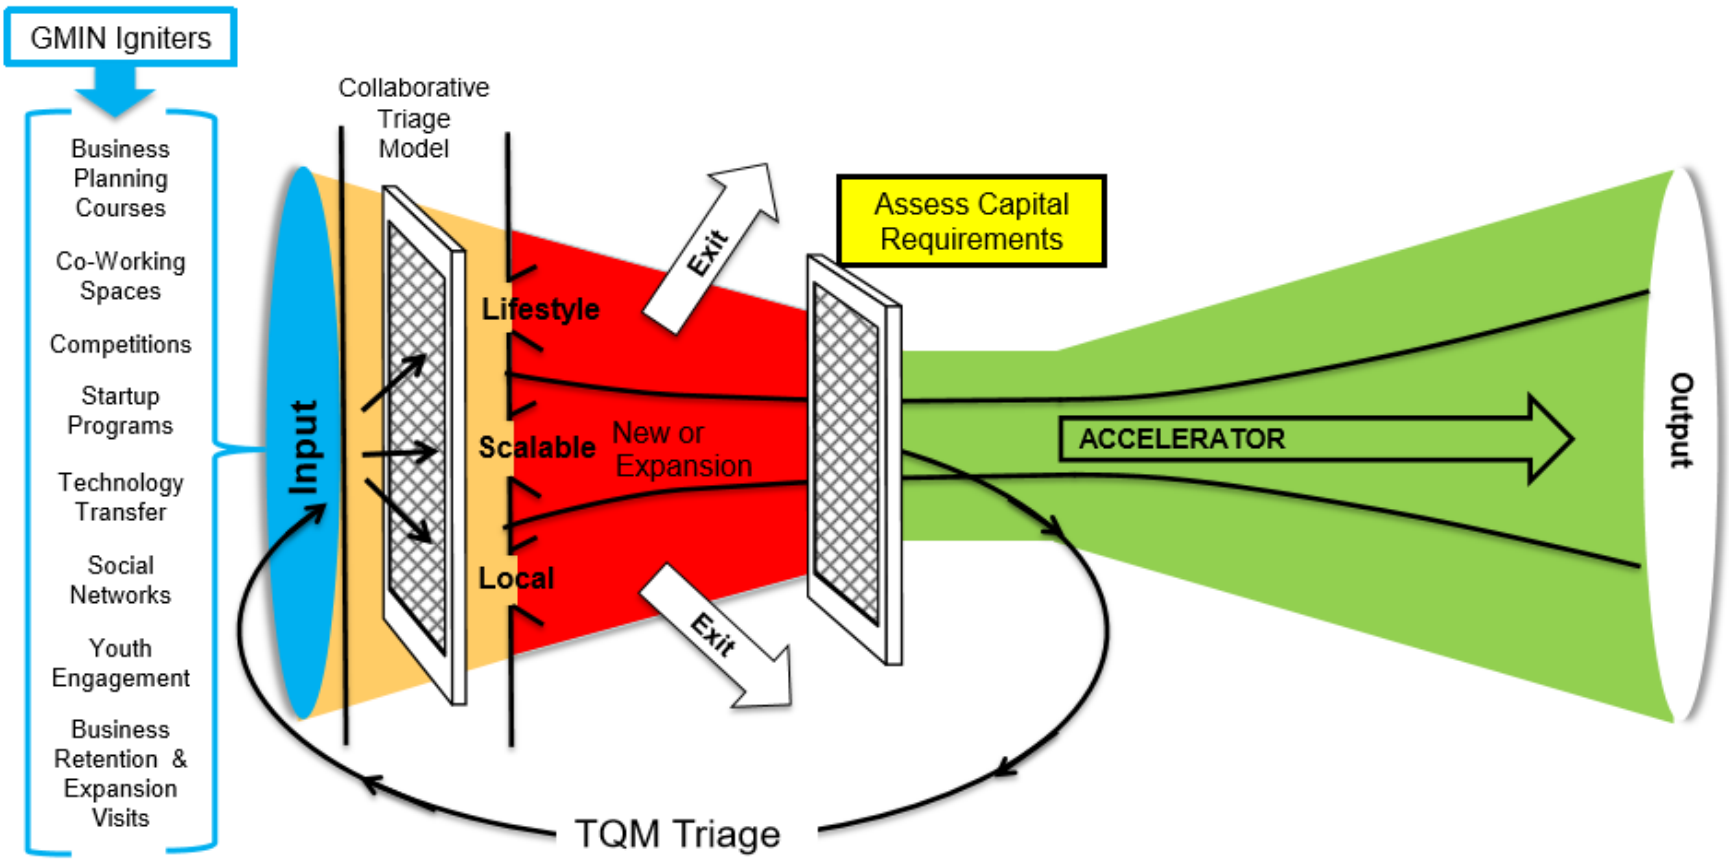 GMIN Igniters
Business
Planning
Courses
Co-Working
Spaces
Competitions
Startup
Programs
Technology
Transfer
Social
Networks
Youth
Engagement
Business
Retention &
Expansion
Visits
Input
Collaborative
Triage
Model
Lifestyle
Scalable
Local
New or
Expansion
Exit
Exit
Assess Capital
Requirements
ACCELERATOR
Output
TQM Triage